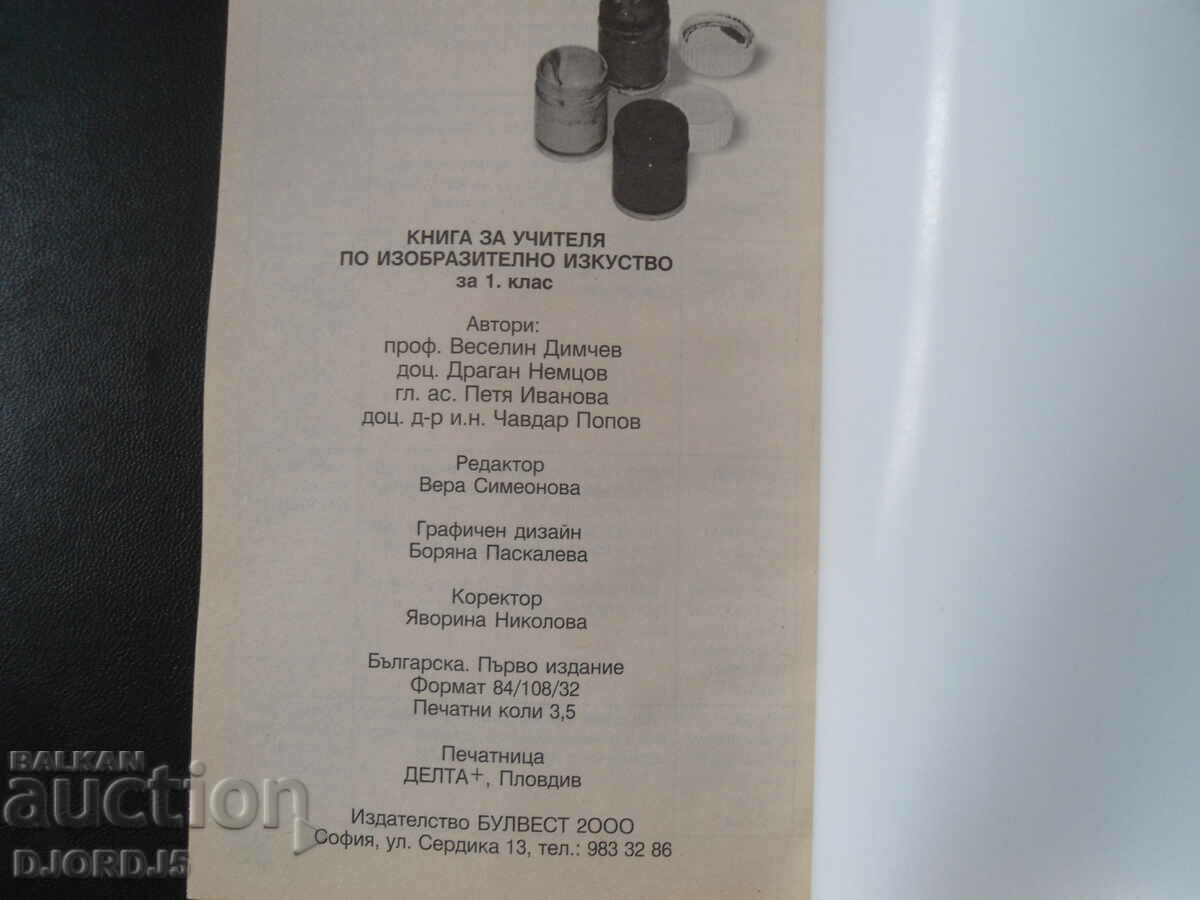 КНИГА ЗА УЧИТЕЛЯ
ПО ИЗОБРАЗИТЕЛНО ИЗКУСТВО
за 1. клас
Автори:
проф. Веселин Димчев
доц. Драган Немцов
гл. ас. Петя Иванова
доц. д-р и.н. Чавдар Попов
Редактор
Вера Симеонова
Графичен дизайн
Боряна Паскалева
Коректор
Яворина Николова
Българска. Първо издание
Формат 84/108/32
Печатни коли 3,5
Печатница
ДЕЛТА+, Пловдив
Издателство БУЛВЕСТ 2000
София, ул. Сердика 13, тел.: 983 32 86
BALKAN
auction
DJORDJ5